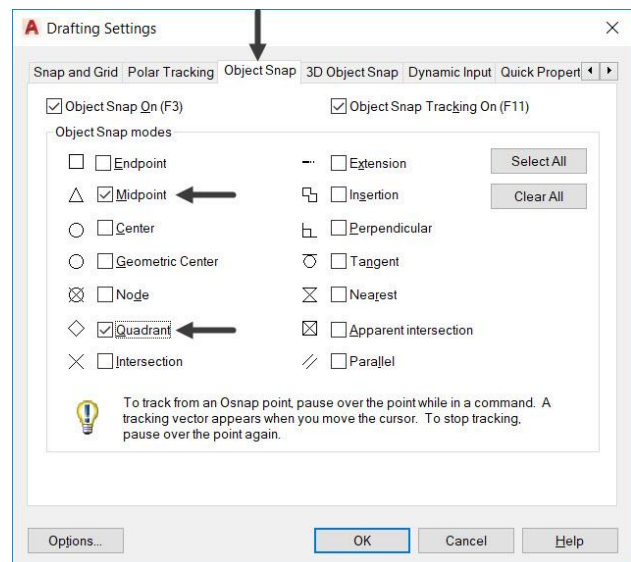 A Drafting Settings
Snap and Grid Polar Tracking Object Snap 3D Object Snap Dynamic Input Quick Propert
Object Snap On (F3) Object Snap Tracking On (F11)
Object Snap modes
Endpoint Extension Select All
Midpoint Insertion Clear All
Center Perpendicular
Geometric Center Tangent
Node Nearest
Quadrant Apparent intersection
Intersection Parallel
To track from an Osnap point, pause over the point while in a command. A
tracking vector appears when you move the cursor. To stop tracking,
pause over the point again.
Options... OK Cancel Help